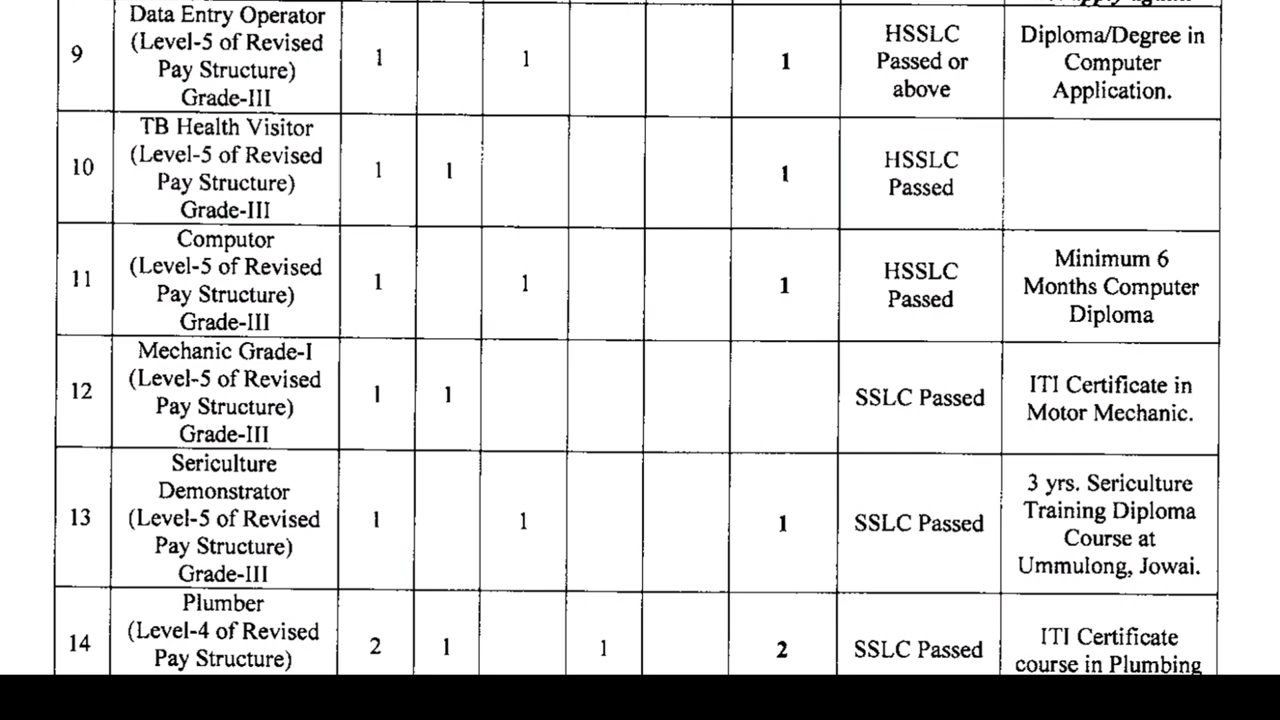 9
Data Entry Operator
(Level-5 of Revised
Pay Structure)
Grade-III
1
1
1
HSSLC
Passed or
above
Diploma/Degree in
Computer
Application.
10
TB Health Visitor
(Level-5 of Revised
Pay Structure)
Grade-III
1
1
1
HSSLC
Passed
11
Computor
(Level-5 of Revised
Pay Structure)
Grade-III
1
1
1
HSSLC
Passed
Minimum 6
Months Computer
Diploma
12
Mechanic Grade-I
(Level-5 of Revised
Pay Structure)
Grade-III
1
1
SSLC Passed
ITI Certificate in
Motor Mechanic.
13
Sericulture
Demonstrator
(Level-5 of Revised
Pay Structure)
Grade-III
1
1
1
SSLC Passed
3 yrs. Sericulture
Training Diploma
Course at
Ummulong, Jowai.
14
Plumber
(Level-4 of Revised
Pay Structure)
2
1
1
2
SSLC Passed
ITI Certificate
course in Plumbing